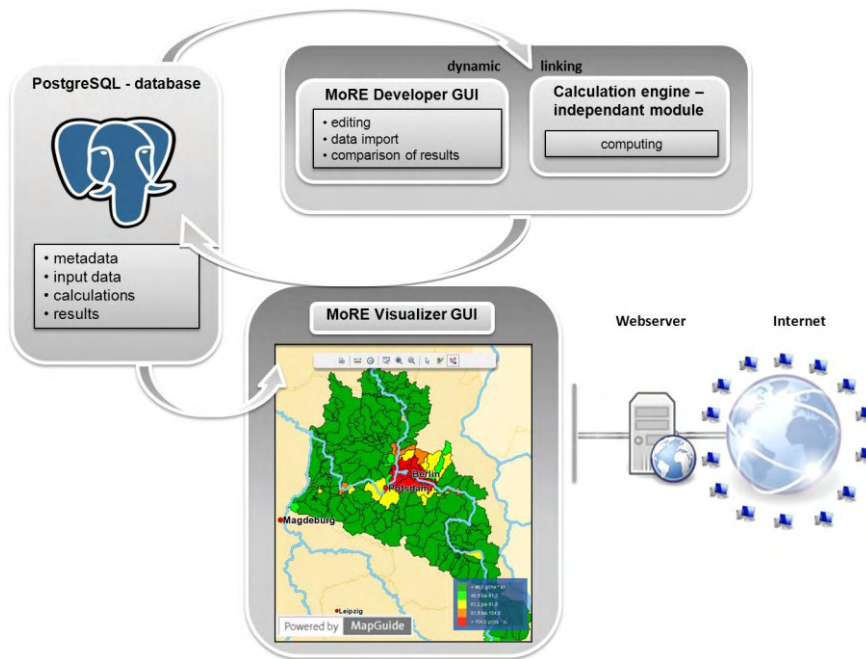 dynamic linking
PostgreSQL - database
MoRE Developer GUI
• editing
• data import
• comparison of results
Calculation engine –
independant module
computing
• metadata
• input data
• calculations
• results
MoRE Visualizer GUI
Berlin
Potsdam
Magdeburg
Leipzig
Powered by MapGuide
Webserver
Internet